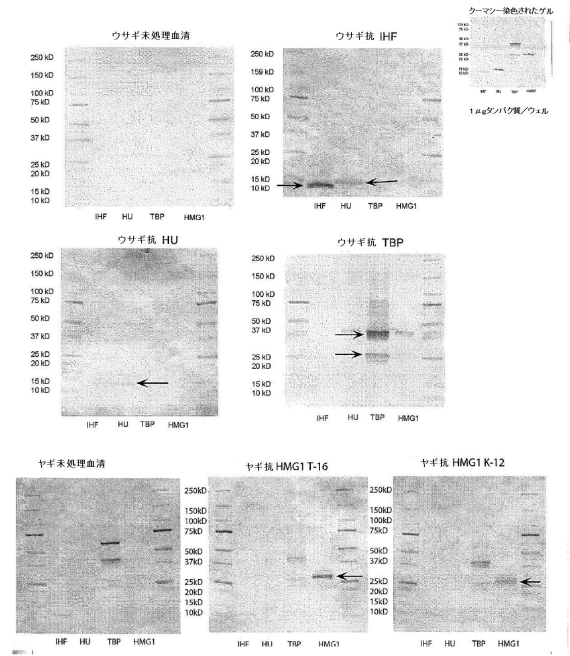 ウサギ未処理血清
250 kD
150 kD
100 kD
75 kD
50 kD
37 kD
25 kD
20 kD
15 kD
10 kD
IHF HU TBP HMG1
ウサギ抗 IHF
250 kD
159 kD
100 kD
75 kD
50 kD
37 kD
25 kD
20 kD
15 kD
10 kD
IHF HU TBP HMG1
クーマシー染色されたゲル
IHF HU TBP HMG1
1μgタンパク質/ウェル
ウサギ抗 HU
250 kD
150 kD
100 kD
75 kD
50 kD
37 kD
25 kD
20 kD
15 kD
10 kD
IHF HU TBP HMG1
ウサギ抗 TBP
250 kD
150 kD
100 kD
75 kD
50 kD
37 kD
25 kD
20 kD
15 kD
10 kD
IHF HU TBP HMG1
ヤギ未処理血清
250kD
150kD
100kD
75kD
50kD
37kD
25kD
20kD
15kD
10kD
IHF HU TBP HMG1
ヤギ抗 HMG1 T-16
250kD
150kD
100kD
75kD
50kD
37kD
25kD
20kD
15kD
10kD
IHF HU TBP HMG1
ヤギ抗 HMG1 K-12
IHF HU TBP HMG1